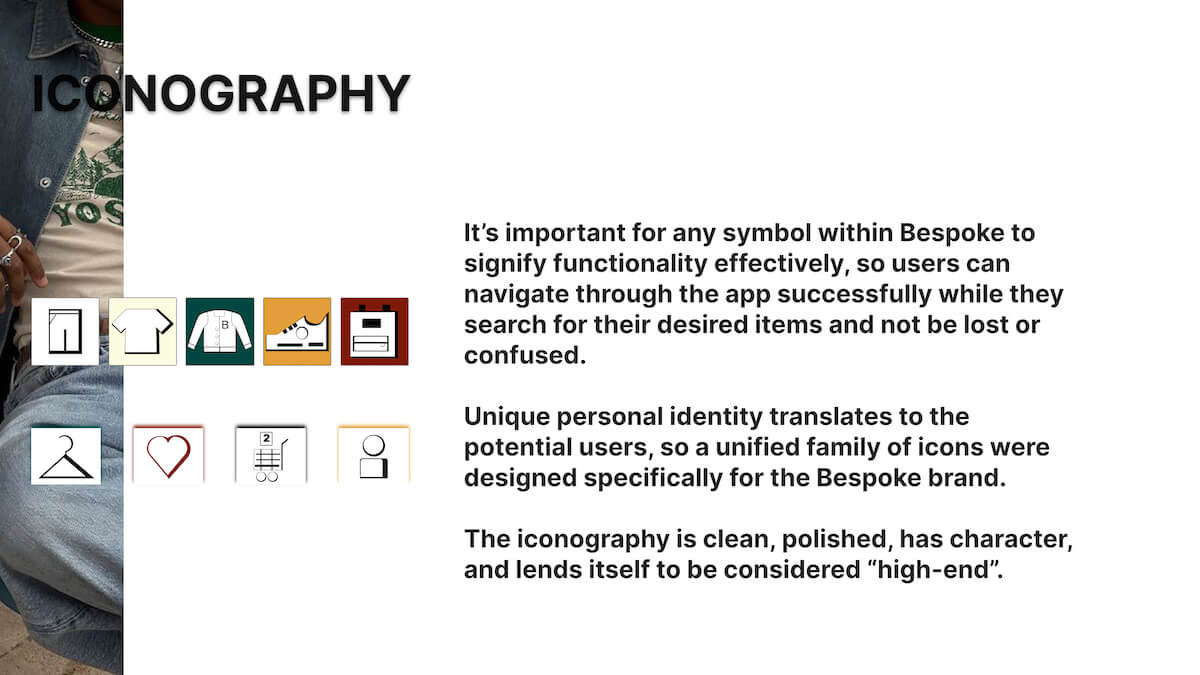 ICONOGRAPHY
YOS
B
2
It’s important for any symbol within Bespoke to
signify functionality effectively, so users can
navigate through the app successfully while they
search for their desired items and not be lost or
confused.
Unique personal identity translates to the
potential users, so a unified family of icons were
designed specifically for the Bespoke brand.
The iconography is clean, polished, has character,
and lends itself to be considered “high-end”.